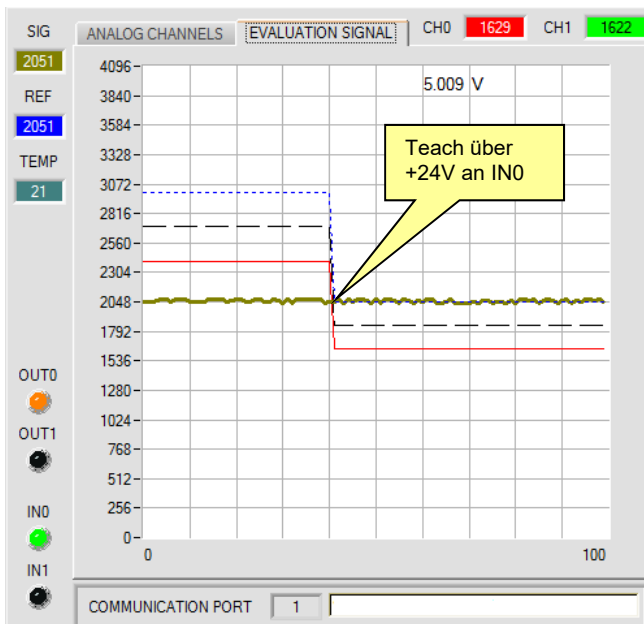 SIG
2051
REF
2051
TEMP
21
OUT0
OUT1
IN0
IN1
ANALOG CHANNELS
EVALUATION SIGNAL
CH0 1629 CH1 1622
5.009 V
Teach über
+24V an IN0
4096
3840
3584
3328
3072
2816
2560
2304
2048
1792
1536
1280
1024
768
512
256
0
0 100
COMMUNICATION PORT 1